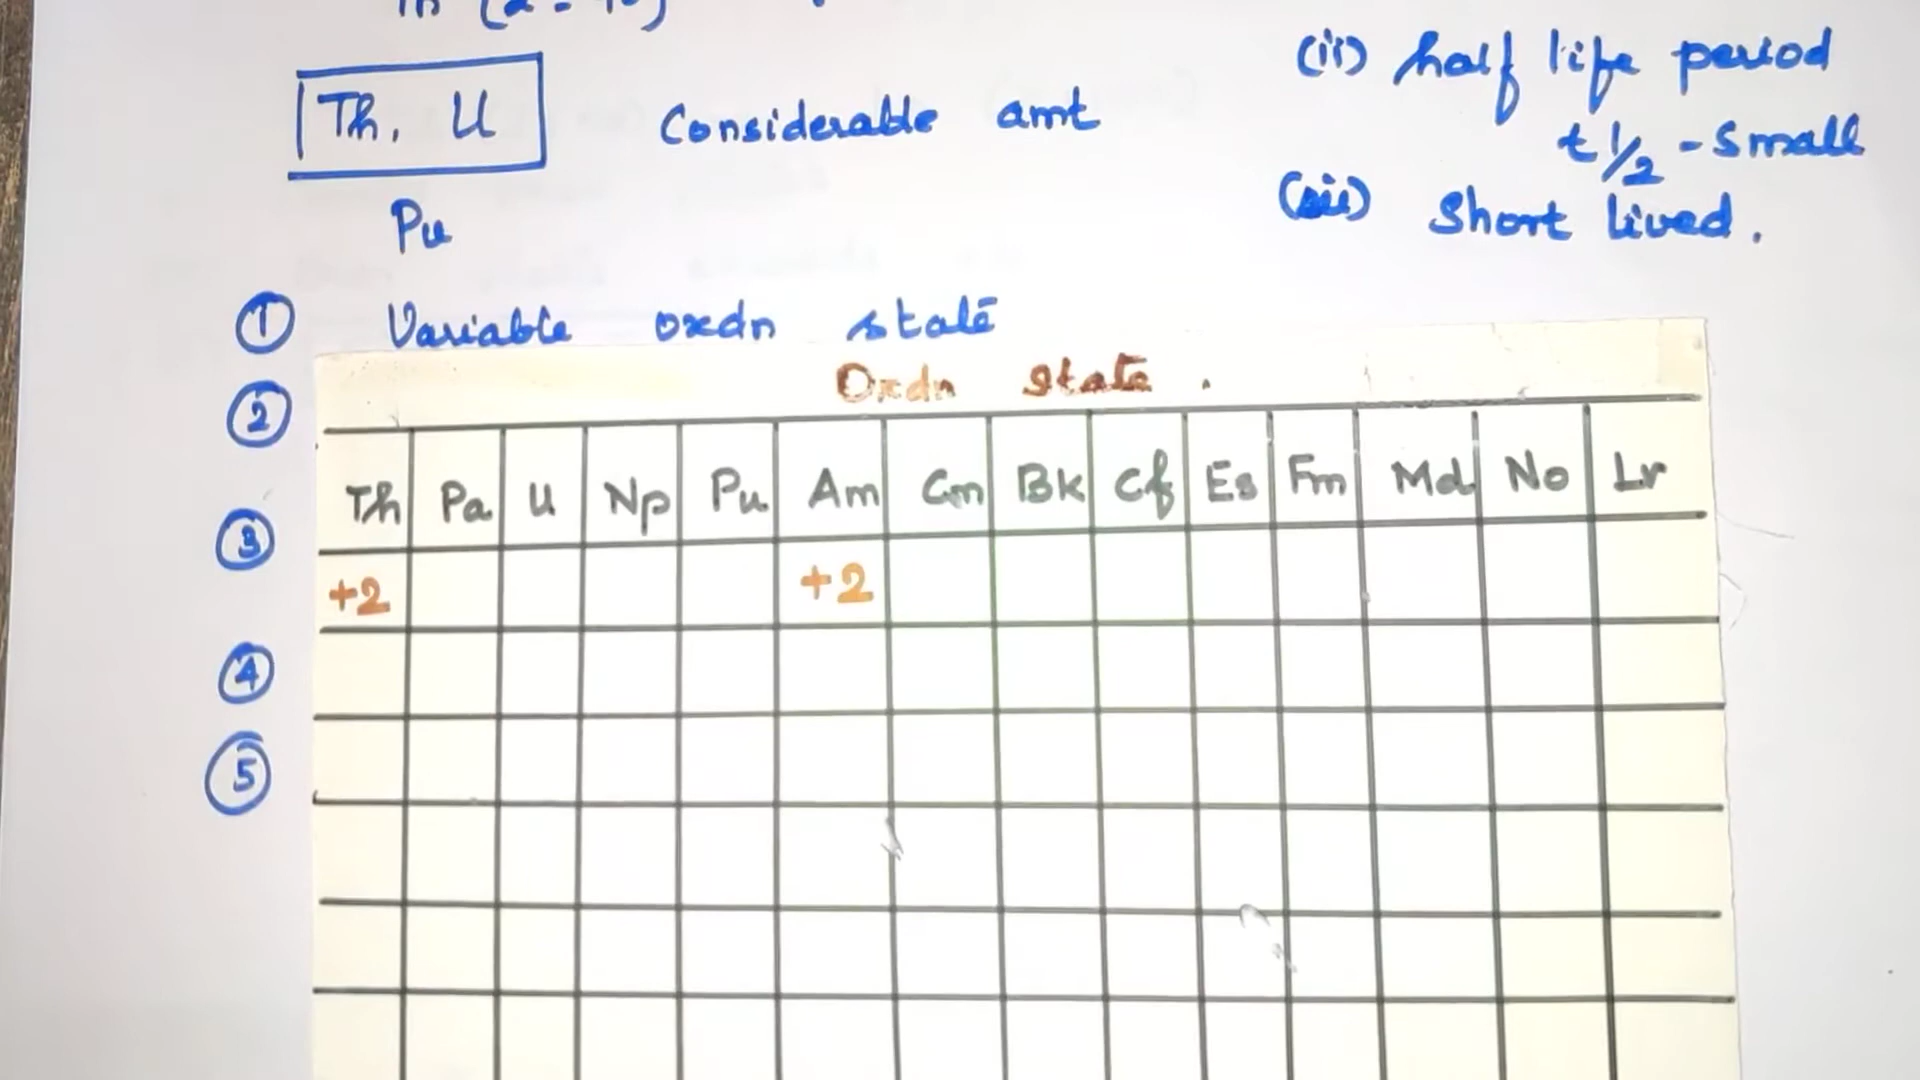 Th, U Considerable amt
Pu
(ii) half life period
t 1/2 - Small
(iii) Short lived.
① Variable oxdn state
②
③
④
⑤
Oxdn state.
Th Pa U Np Pu Am Cm Bk Cf Es Fm Md No Lr
+2 +2